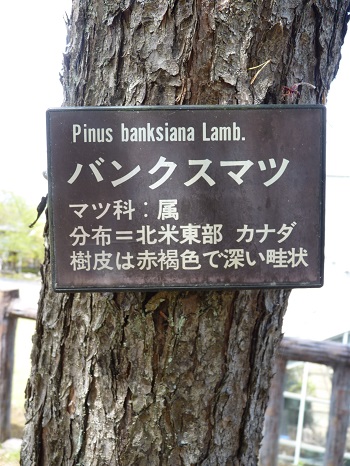 Pinus banksiana Lamb.
バンクスマツ
マツ科：属
分布＝北米東部 カナダ
樹皮は赤褐色で深い畦状